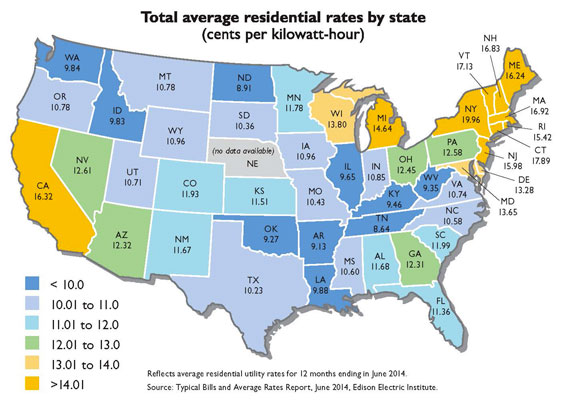 Total average residential rates by state
(cents per kilowatt-hour)
WA
9.84
MT
10.78
ND
8.91
MN
11.78
OR
10.78
ID
9.83
SD
10.36
WI
13.80
MI
14.64
VT
17.13
NH
16.83
ME
16.24
NY
19.96
MA
16.92
RI
15.42
CT
17.89
NJ
15.98
DE
13.28
MD
13.65
WY
10.96
(no data available)
NE
IA
10.96
NV
12.61
UT
10.71
CO
11.93
KS
11.51
MO
10.43
IL
9.65
IN
10.85
OH
12.45
PA
12.58
WV
9.35
VA
10.74
KY
9.46
NC
10.58
TN
8.64
SC
11.99
CA
16.32
AZ
12.32
NM
11.67
OK
9.27
AR
9.13
TX
10.23
LA
9.88
MS
10.60
AL
11.68
GA
12.31
FL
11.36
< 10.0
10.01 to 11.0
11.01 to 12.0
12.01 to 13.0
13.01 to 14.0
>14.01
Reflects average residential utility rates for 12 months ending in June 2014.
Source: Typical Bills and Average Rates Report, June 2014, Edison Electric Institute.